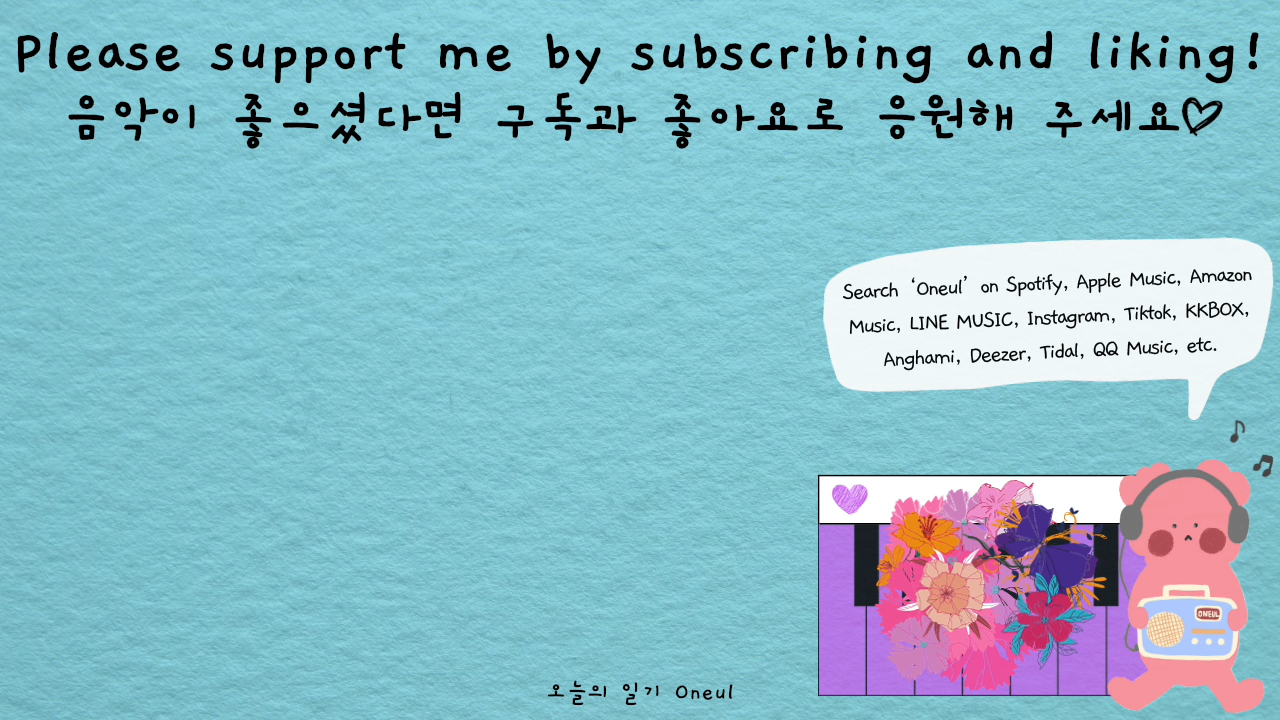 Please support me by subscribing and liking!
음악이 좋으셨다면 구독과 좋아요로 응원해 주세요♡
Search ‘Oneul’ on Spotify, Apple Music, Amazon
Music, LINE MUSIC, Instagram, Tiktok, KKBOX,
Anghami, Deezer, Tidal, QQ Music, etc.
ONEUL
오늘의 일기 Oneul